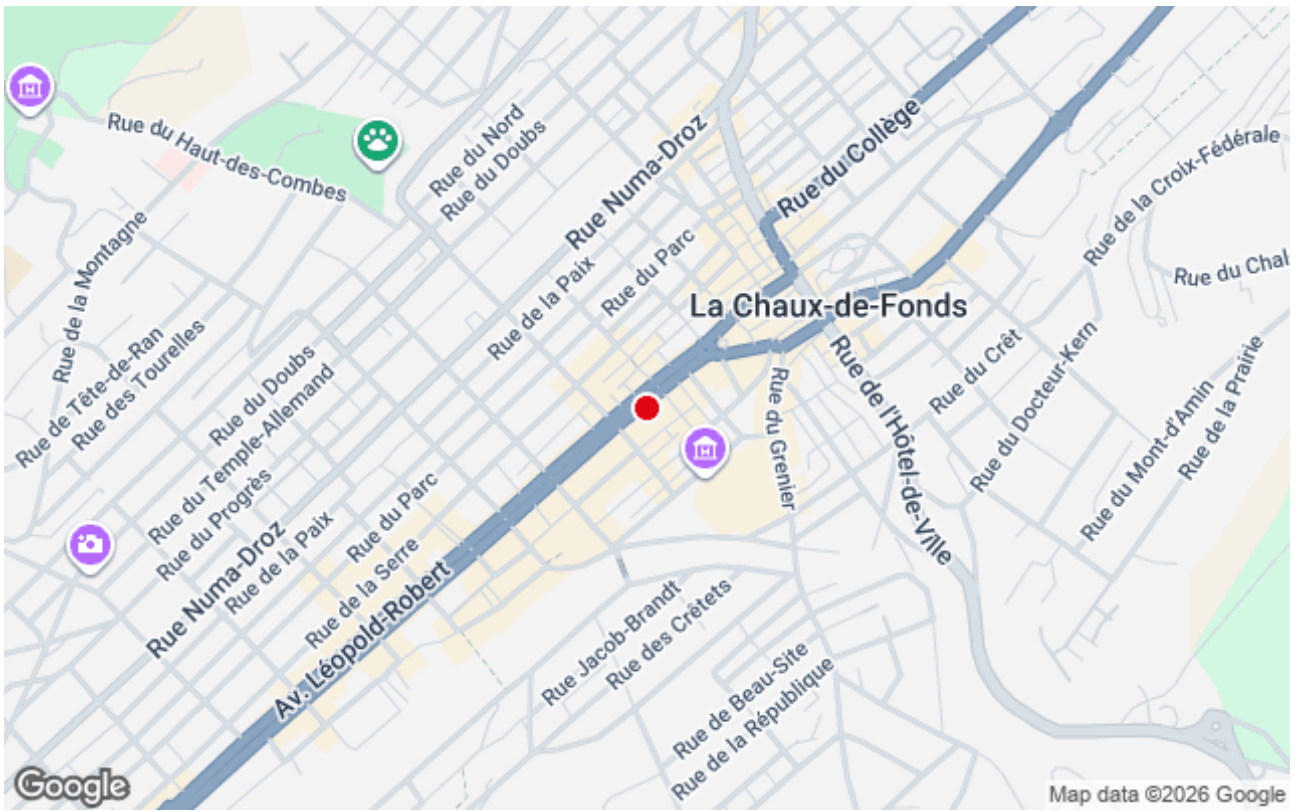 Rue du Haut-des-Combes
Rue du Nord
Rue du Doubs
Rue Numa-Droz
Rue du Collège
Rue de la Croix-Fédérale
Rue du Chal
Rue de la Montagne
Rue de la Paix
Rue du Parc
La Chaux-de-Fonds
Rue de Tête-de-Ran
Rue des Tourelles
Rue du Doubs
Rue du Temple-Allemand
Rue du Progrès
Rue Numa-Droz
Rue de la Paix
Rue du Parc
Rue de la Serre
Av. Léopold-Robert
Rue du Grenier
Rue de l'Hôtel-de-Ville
Rue du Crêt
Rue du Docteur-Kern
Rue du Mont-d'Amin
Rue de la Prairie
Rue Jacob-Brandt
Rue des Crêtets
Rue de Beau-Site
Rue de la République
Google
Map data ©2026 Google